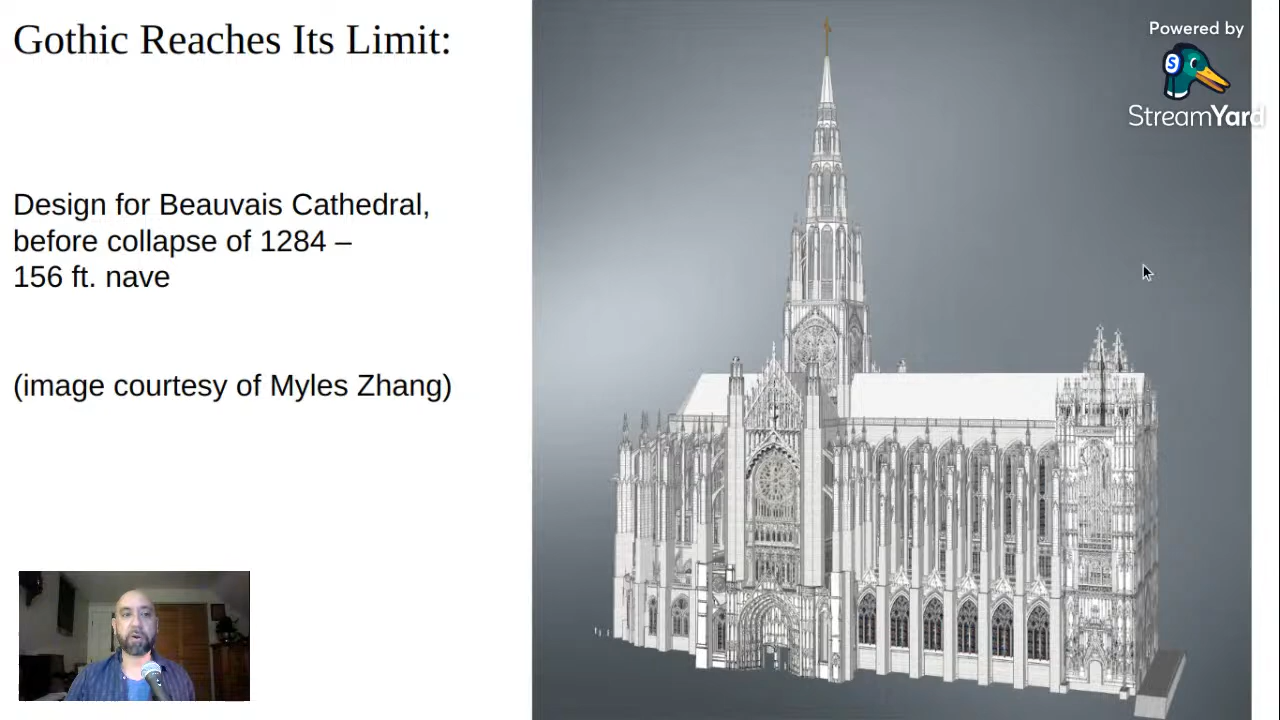 Gothic Reaches Its Limit:
Powered by
StreamYard
Design for Beauvais Cathedral,
before collapse of 1284 –
156 ft. nave
(image courtesy of Myles Zhang)